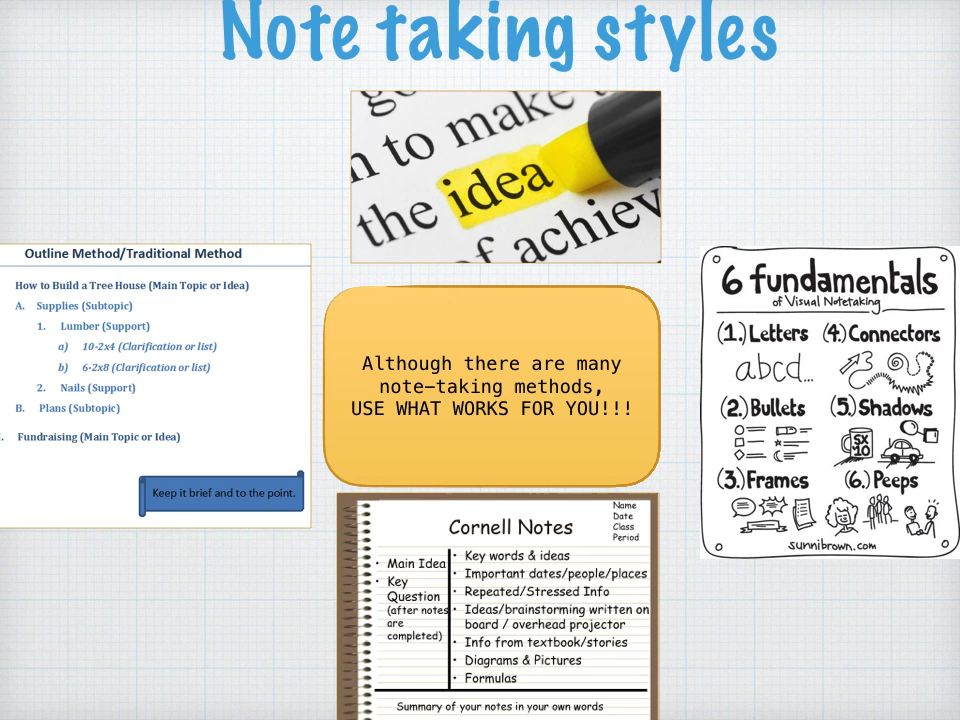 Note taking styles
to make
the idea
of achiev
Outline Method/Traditional Method
How to Build a Tree House (Main Topic or Idea)
A. Supplies (Subtopic)
1. Lumber (Support)
a) 10-2x4 (Clarification or list)
b) 6-2x8 (Clarification or list)
2. Nails (Support)
B. Plans (Subtopic)
Fundraising (Main Topic or Idea)
Keep it brief and to the point.
Although there are many
note-taking methods,
USE WHAT WORKS FOR YOU!!!
6 fundamentals
of Visual Notetaking
(1.) Letters
abcd...
(2.) Bullets
(3.) Frames
(4.) Connectors
(5.) Shadows
SX
10
(6.) Peeps
sunnibrown.com
Name
Date
Class
Period
Cornell Notes
• Main Idea
• Key
Question
(after notes
are
completed)
• Key words & ideas
• Important dates/people/places
• Repeated/Stressed Info
• Ideas/brainstorming written on
board / overhead projector
• Info from textbook/stories
• Diagrams & Pictures
• Formulas
Summary of your notes in your own words